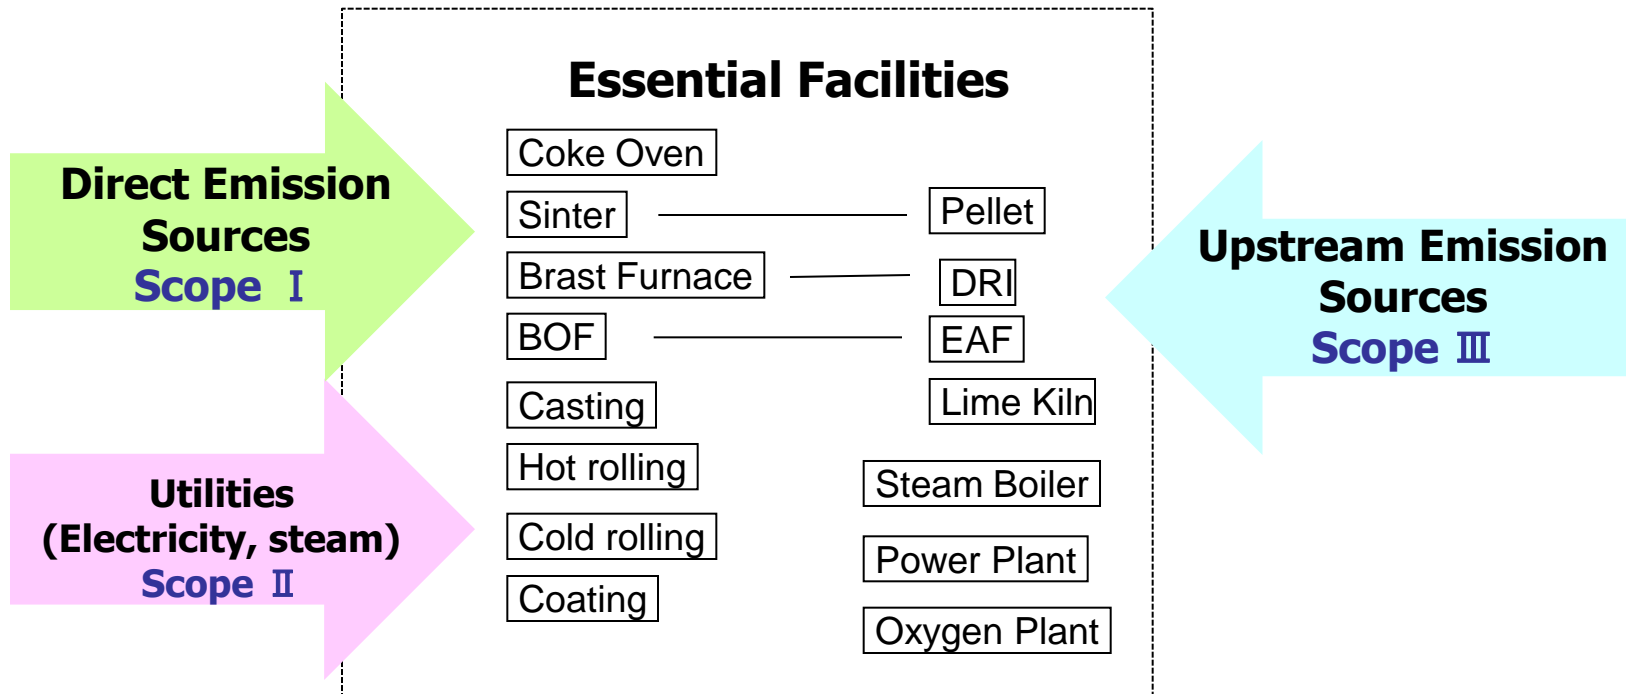 Essential Facilities
Direct Emission
Sources
Scope Ⅰ
Utilities
(Electricity, steam)
Scope Ⅱ
Coke Oven
Sinter
Brast Furnace
BOF
Casting
Hot rolling
Cold rolling
Coating
Pellet
DRI
EAF
Lime Kiln
Steam Boiler
Power Plant
Oxygen Plant
Upstream Emission
Sources
Scope Ⅲ